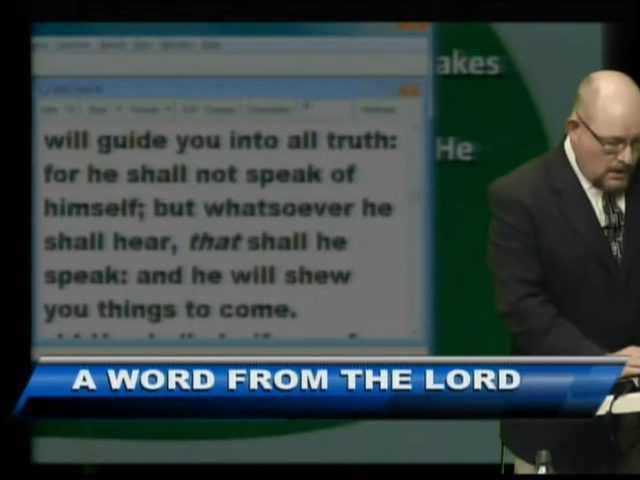 akes
He
will guide you into all truth:
for he shall not speak of
himself; but whatsoever he
shall hear, that shall he
speak: and he will shew
you things to come.
A WORD FROM THE LORD